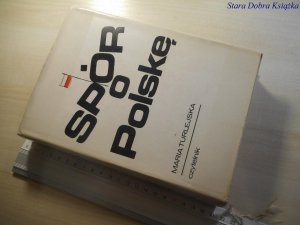 Stara Dobra Książka
SPÓR
o
Polskę
MARIA TURLEJSKA
czytelnik